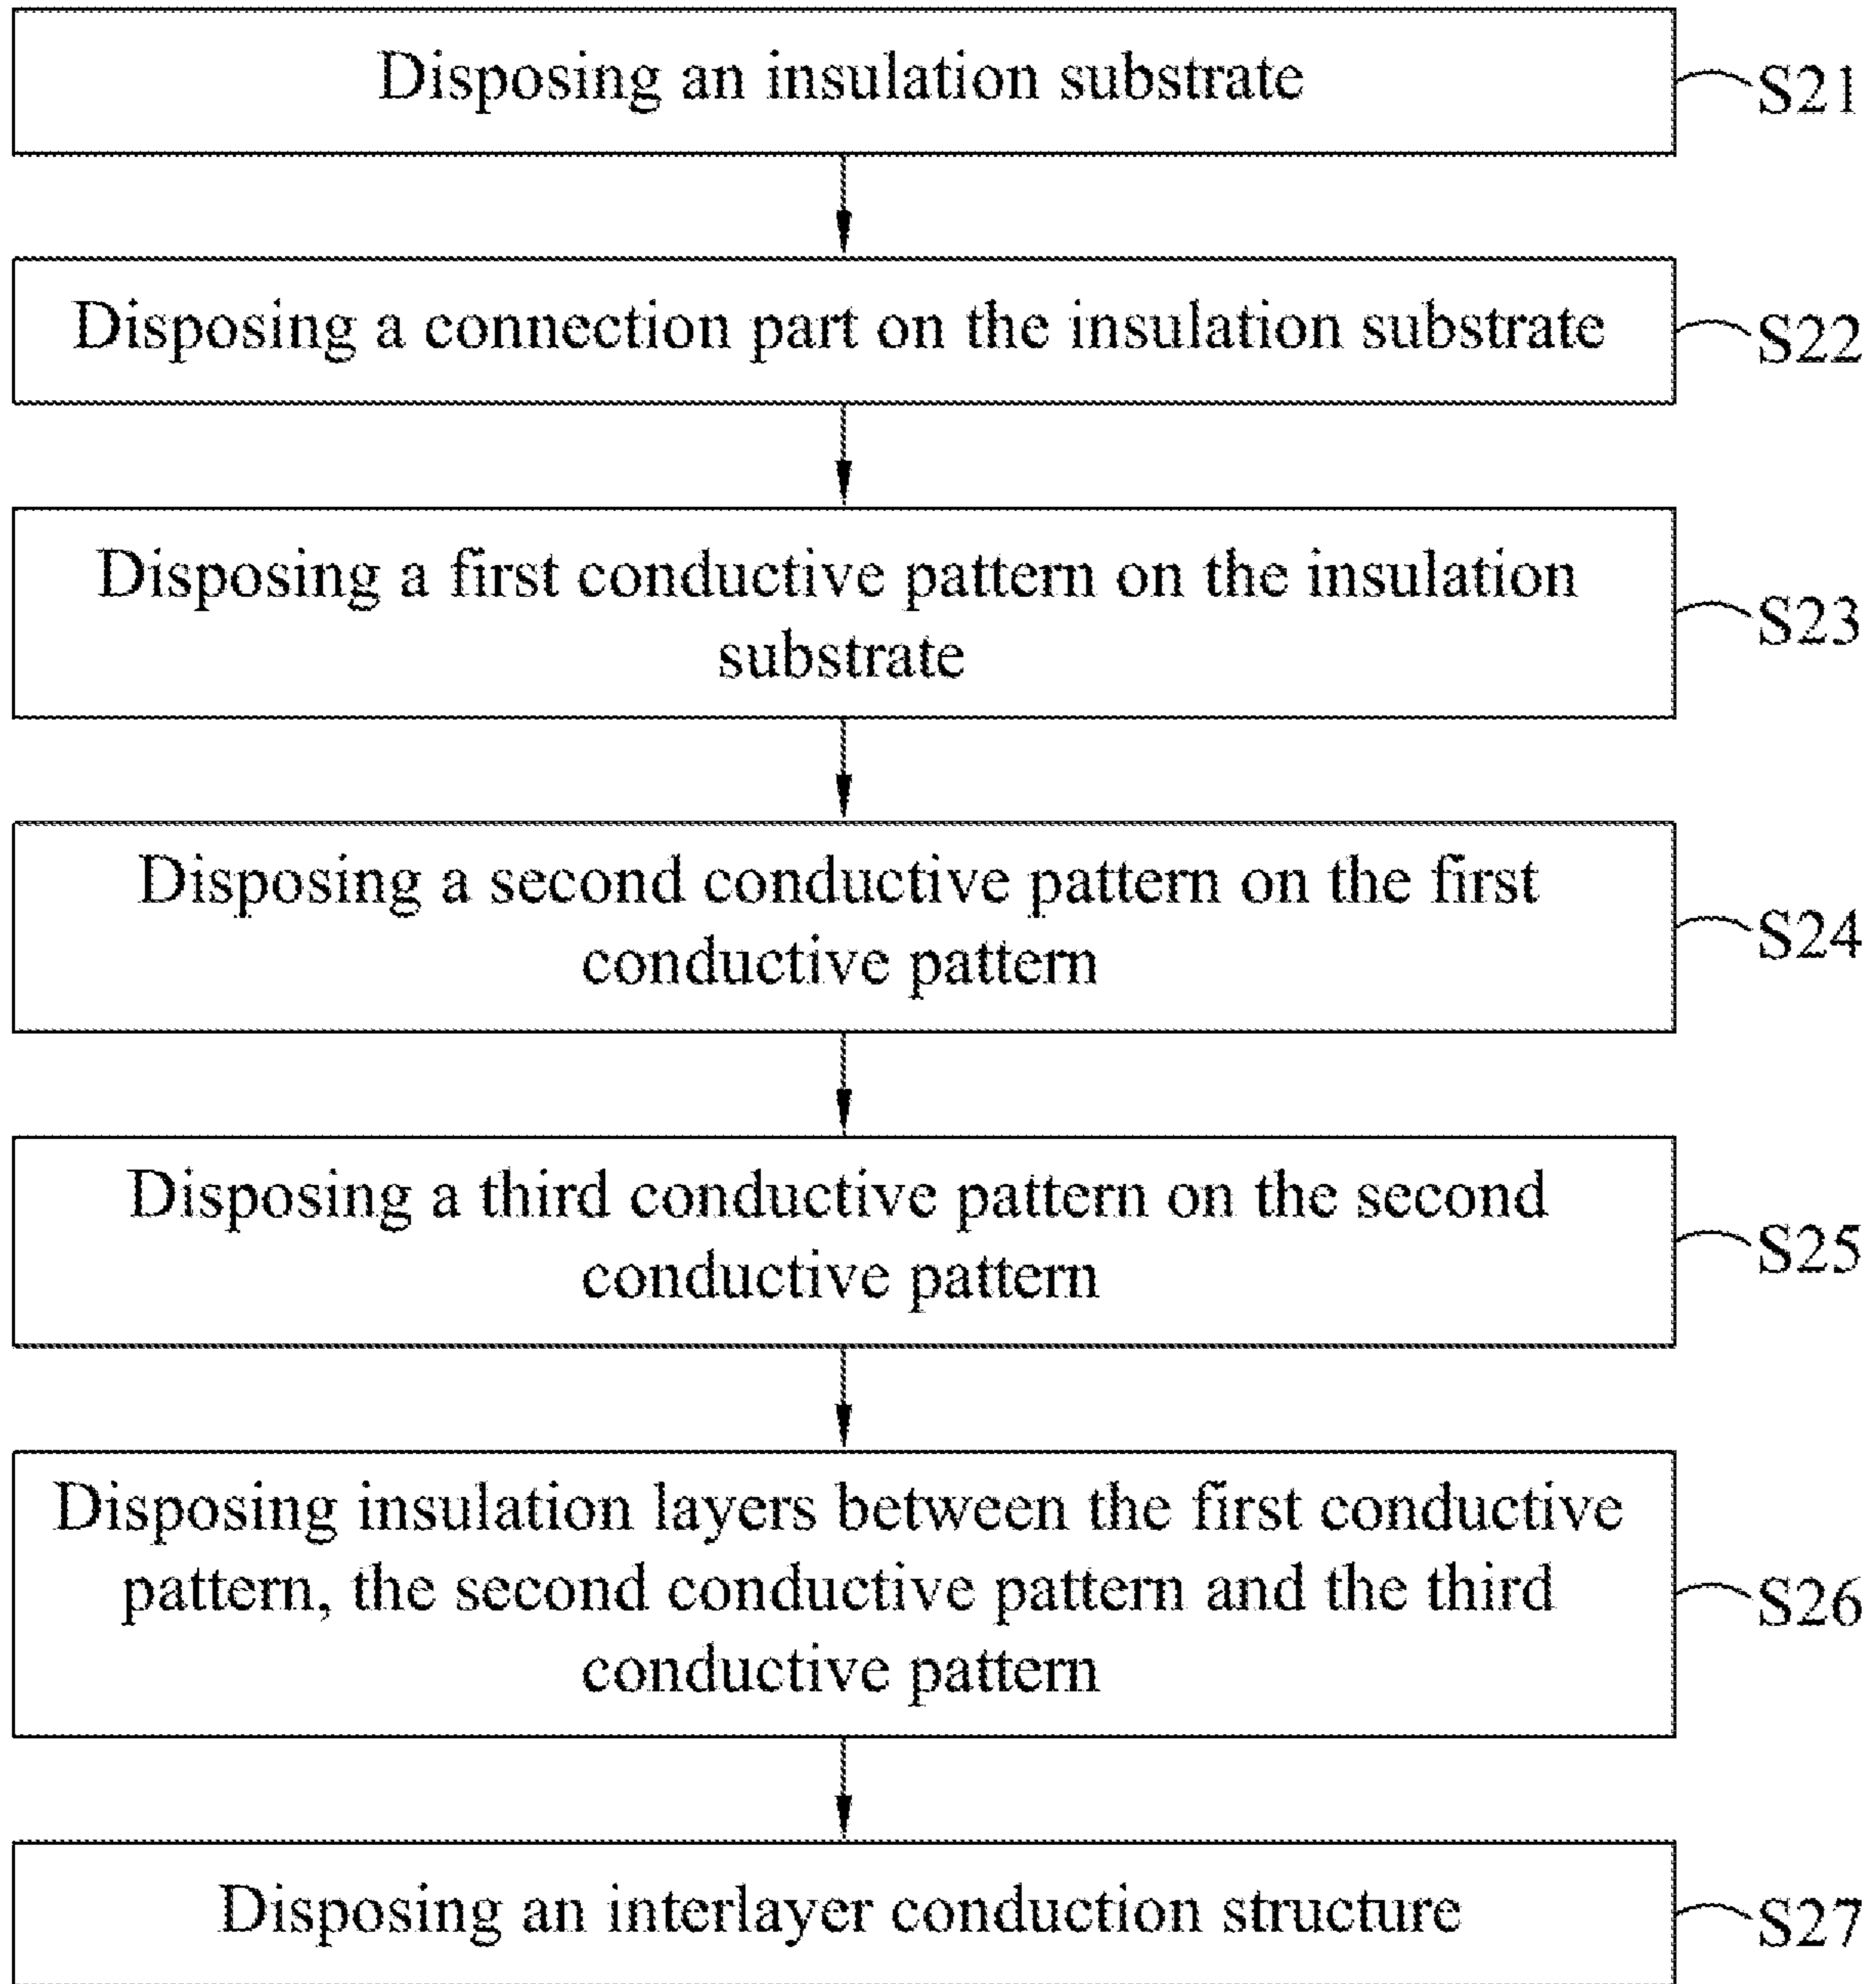 Disposing an insulation substrate
S21
Disposing a connection part on the insulation substrate
S22
Disposing a first conductive pattern on the insulation
substrate
S23
Disposing a second conductive pattern on the first
conductive pattern
S24
Disposing a third conductive pattern on the second
conductive pattern
S25
Disposing insulation layers between the first conductive
pattern, the second conductive pattern and the third
conductive pattern
S26
Disposing an interlayer conduction structure
S27